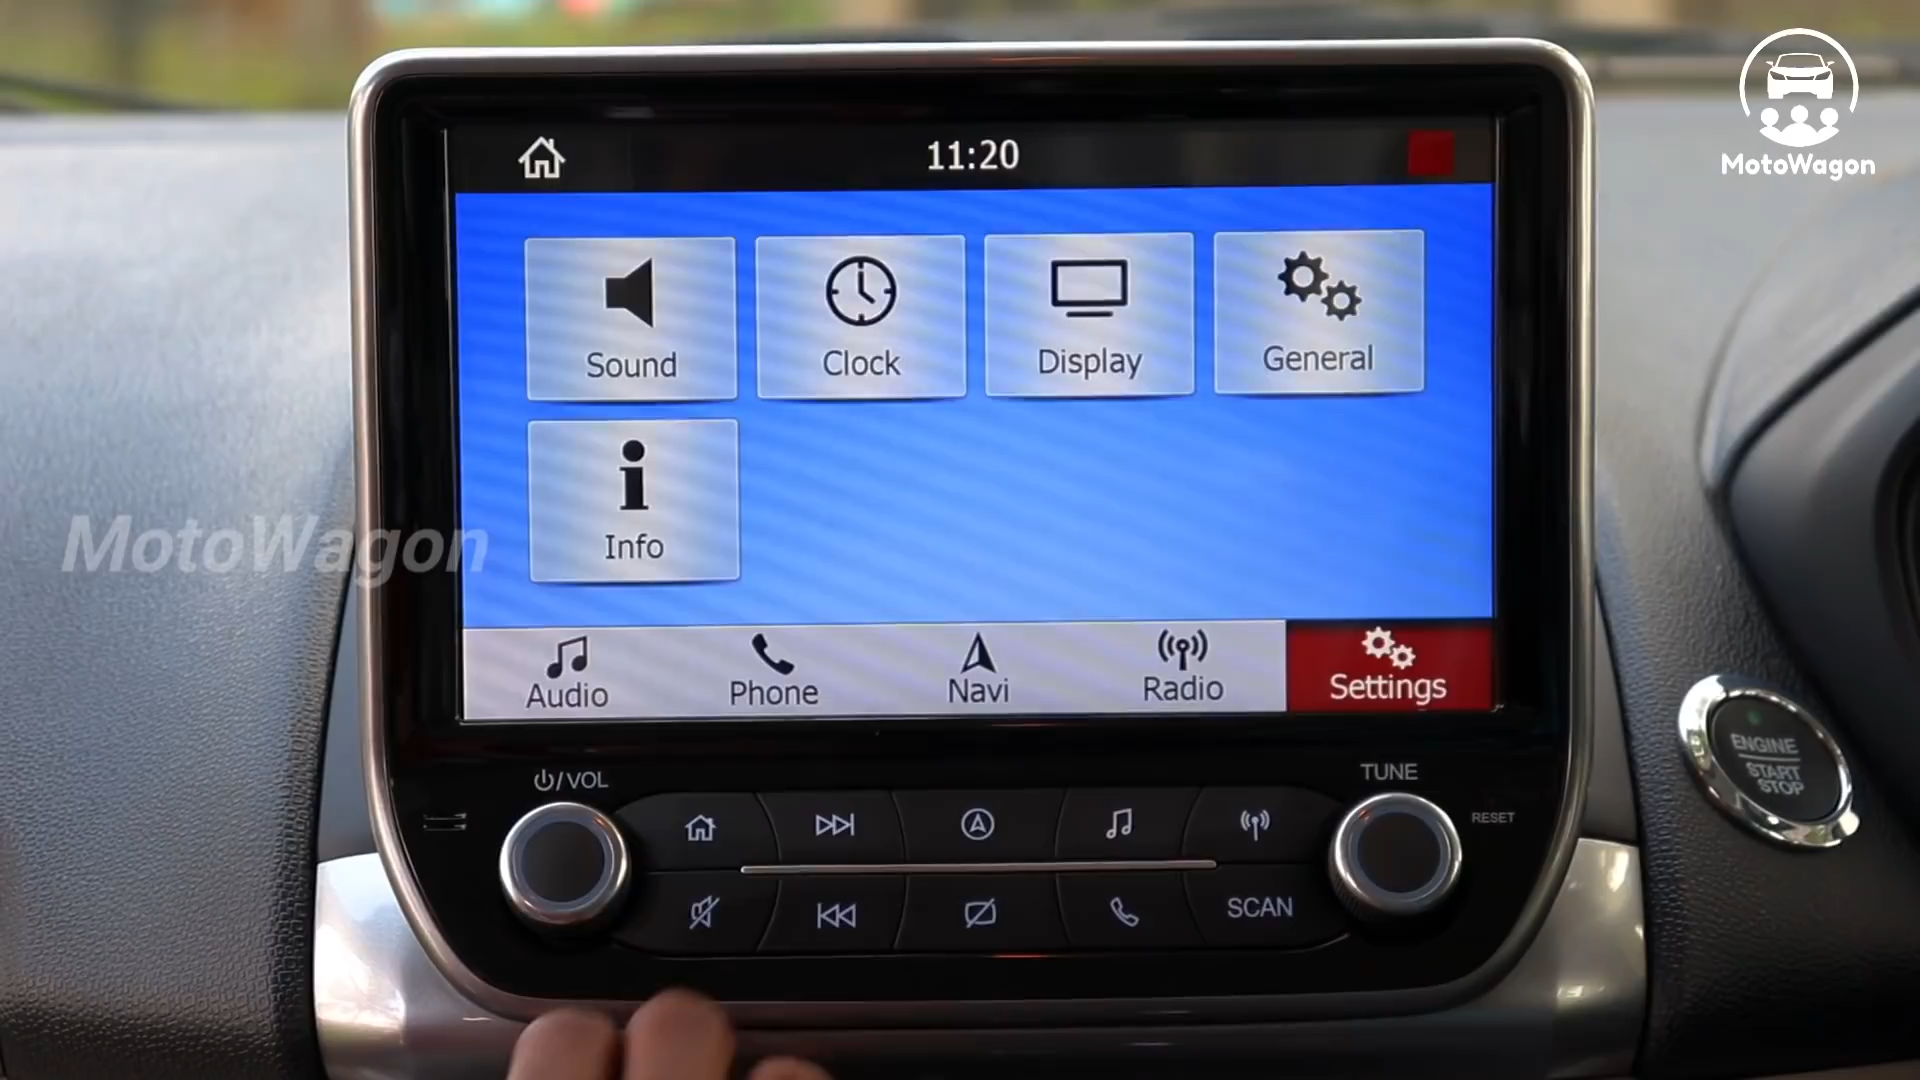 MotoWagon
11:20
Sound
Clock
Display
General
Info
MotoWagon
Audio
Phone
Navi
Radio
Settings
/VOL
TUNE
RESET
SCAN
ENGINE
START
STOP